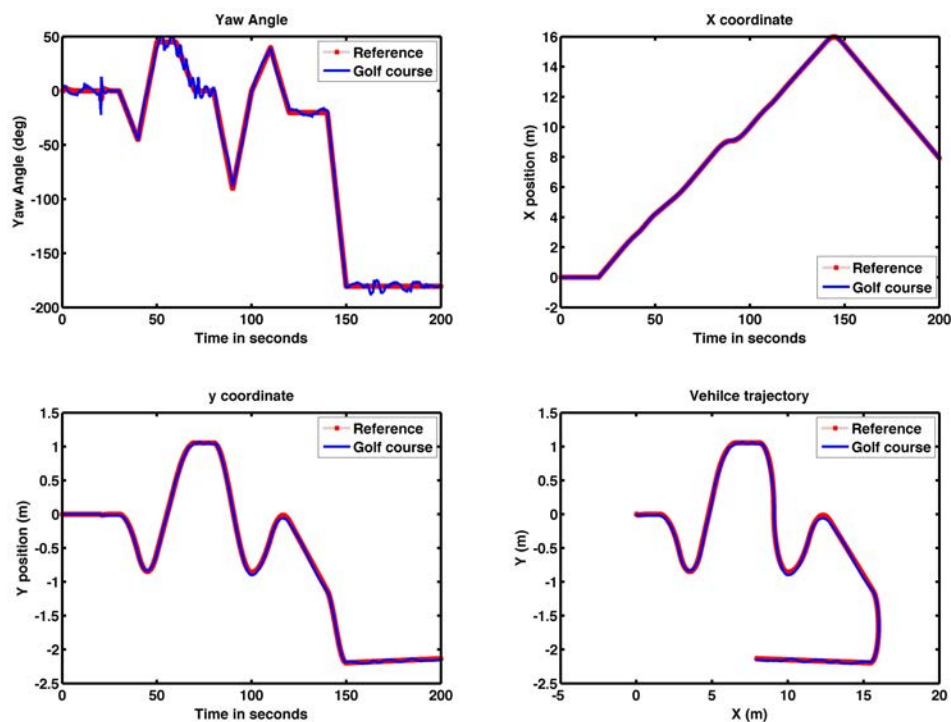 Yaw Angle
50
0
-50
-100
-150
-200
Yaw Angle (deg)
Reference
Golf course
0
50
100
150
200
Time in seconds
X coordinate
16
14
12
10
8
6
4
2
0
-2
X position (m)
Reference
Golf course
0
50
100
150
200
Time in seconds
y coordinate
1.5
1
0.5
0
-0.5
-1
-1.5
-2
-2.5
Y position (m)
Reference
Golf course
0
50
100
150
200
Time in seconds
Vehilce trajectory
1.5
1
0.5
0
-0.5
-1
-1.5
-2
-2.5
Y (m)
Reference
Golf course
-5
0
5
10
15
20
X (m)